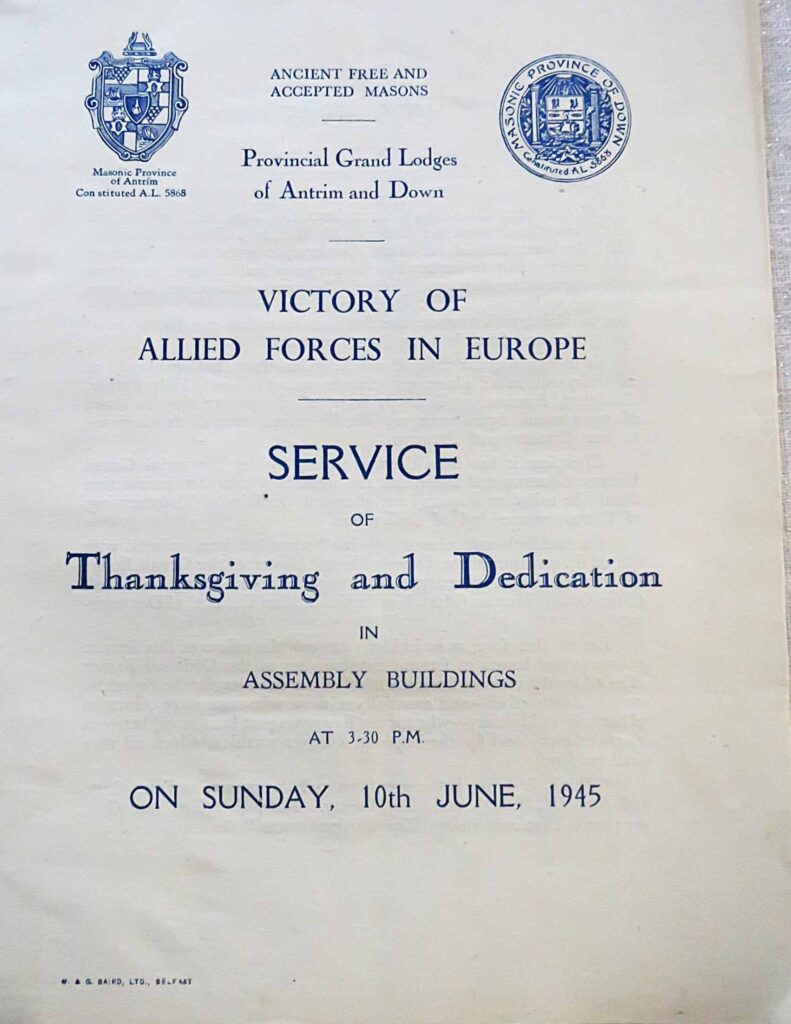 ANCIENT FREE AND
ACCEPTED MASONS
Masonic Province
of Antrim
Constituted A.L. 5868
MASONIC PROVINCE OF DOWN
Constituted A.L. 5868
Provincial Grand Lodges
of Antrim and Down
VICTORY OF
ALLIED FORCES IN EUROPE
SERVICE
OF
Thanksgiving and Dedication
IN
ASSEMBLY BUILDINGS
AT 3-30 P.M.
ON SUNDAY, 10th JUNE, 1945
W. & G. BAIRD, LTD., BELFAST